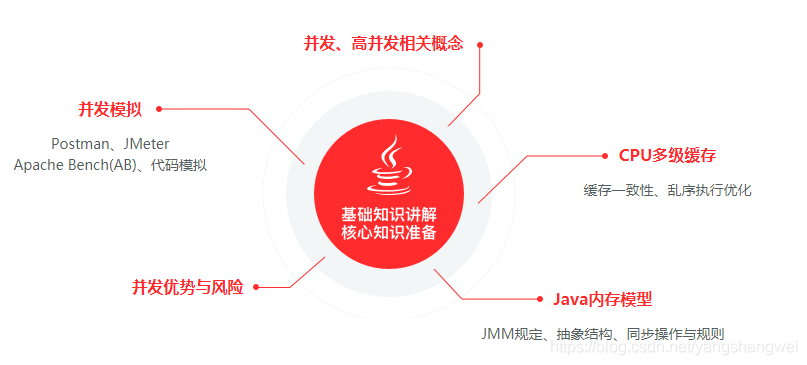 并发、高并发相关概念
并发模拟
Postman、JMeter
Apache Bench(AB)、代码模拟
CPU多级缓存
缓存一致性、乱序执行优化
基础知识讲解
核心知识准备
并发优势与风险
Java内存模型
JMM规定、抽象结构、同步操作与规则
https://blog.csdn.net/yangshangwei